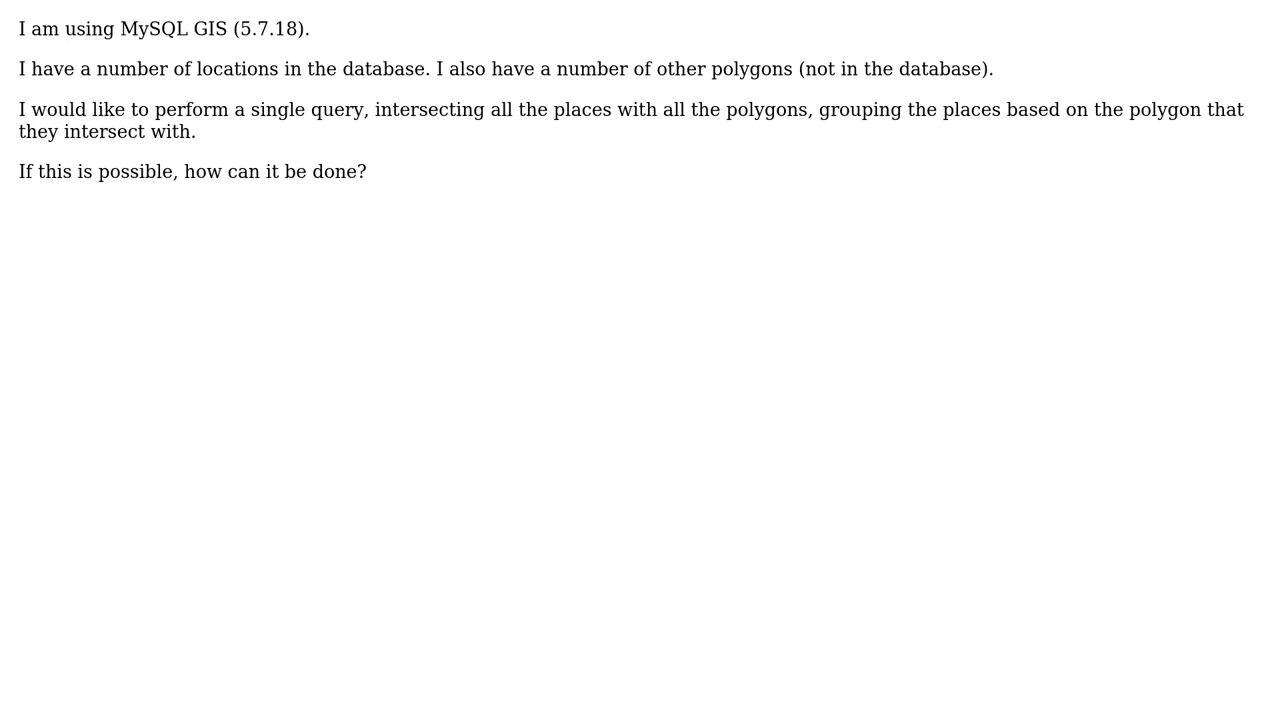 I am using MySQL GIS (5.7.18).
I have a number of locations in the database. I also have a number of other polygons (not in the database).
I would like to perform a single query, intersecting all the places with all the polygons, grouping the places based on the polygon that
they intersect with.
If this is possible, how can it be done?